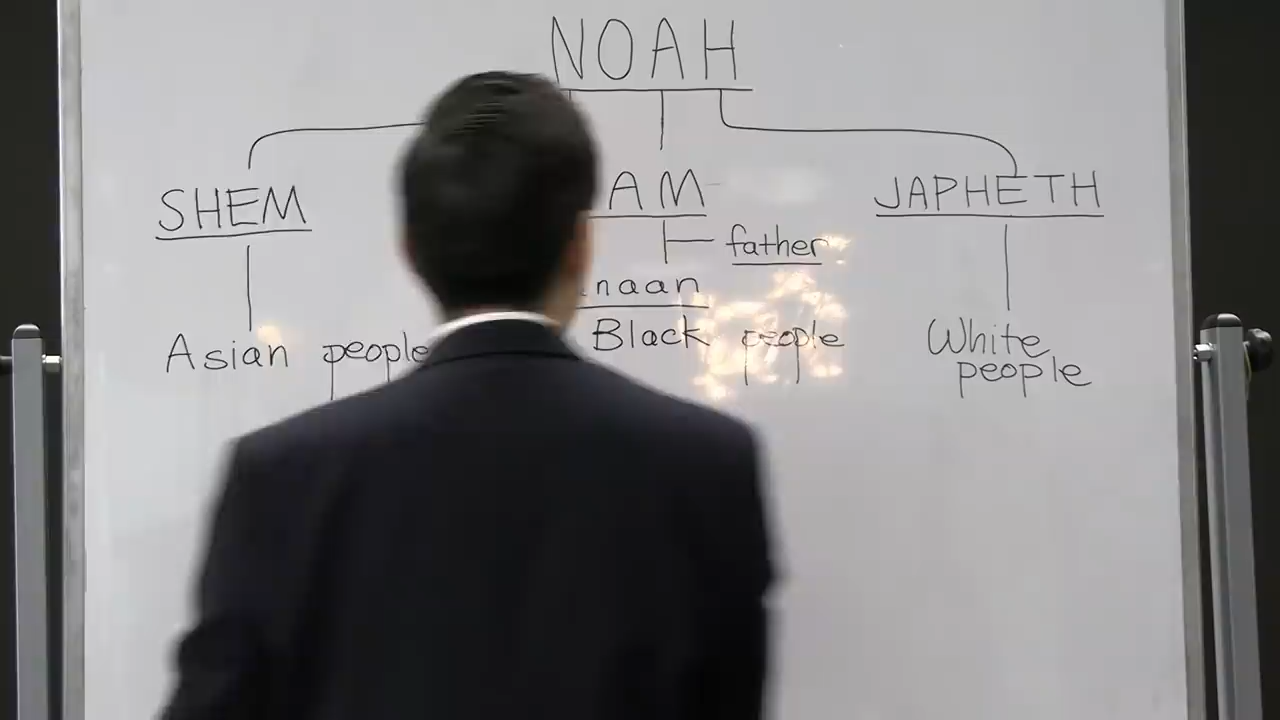 NOAH
SHEM
AM
JAPHETH
father
naan
Asian people
Black people
White
people